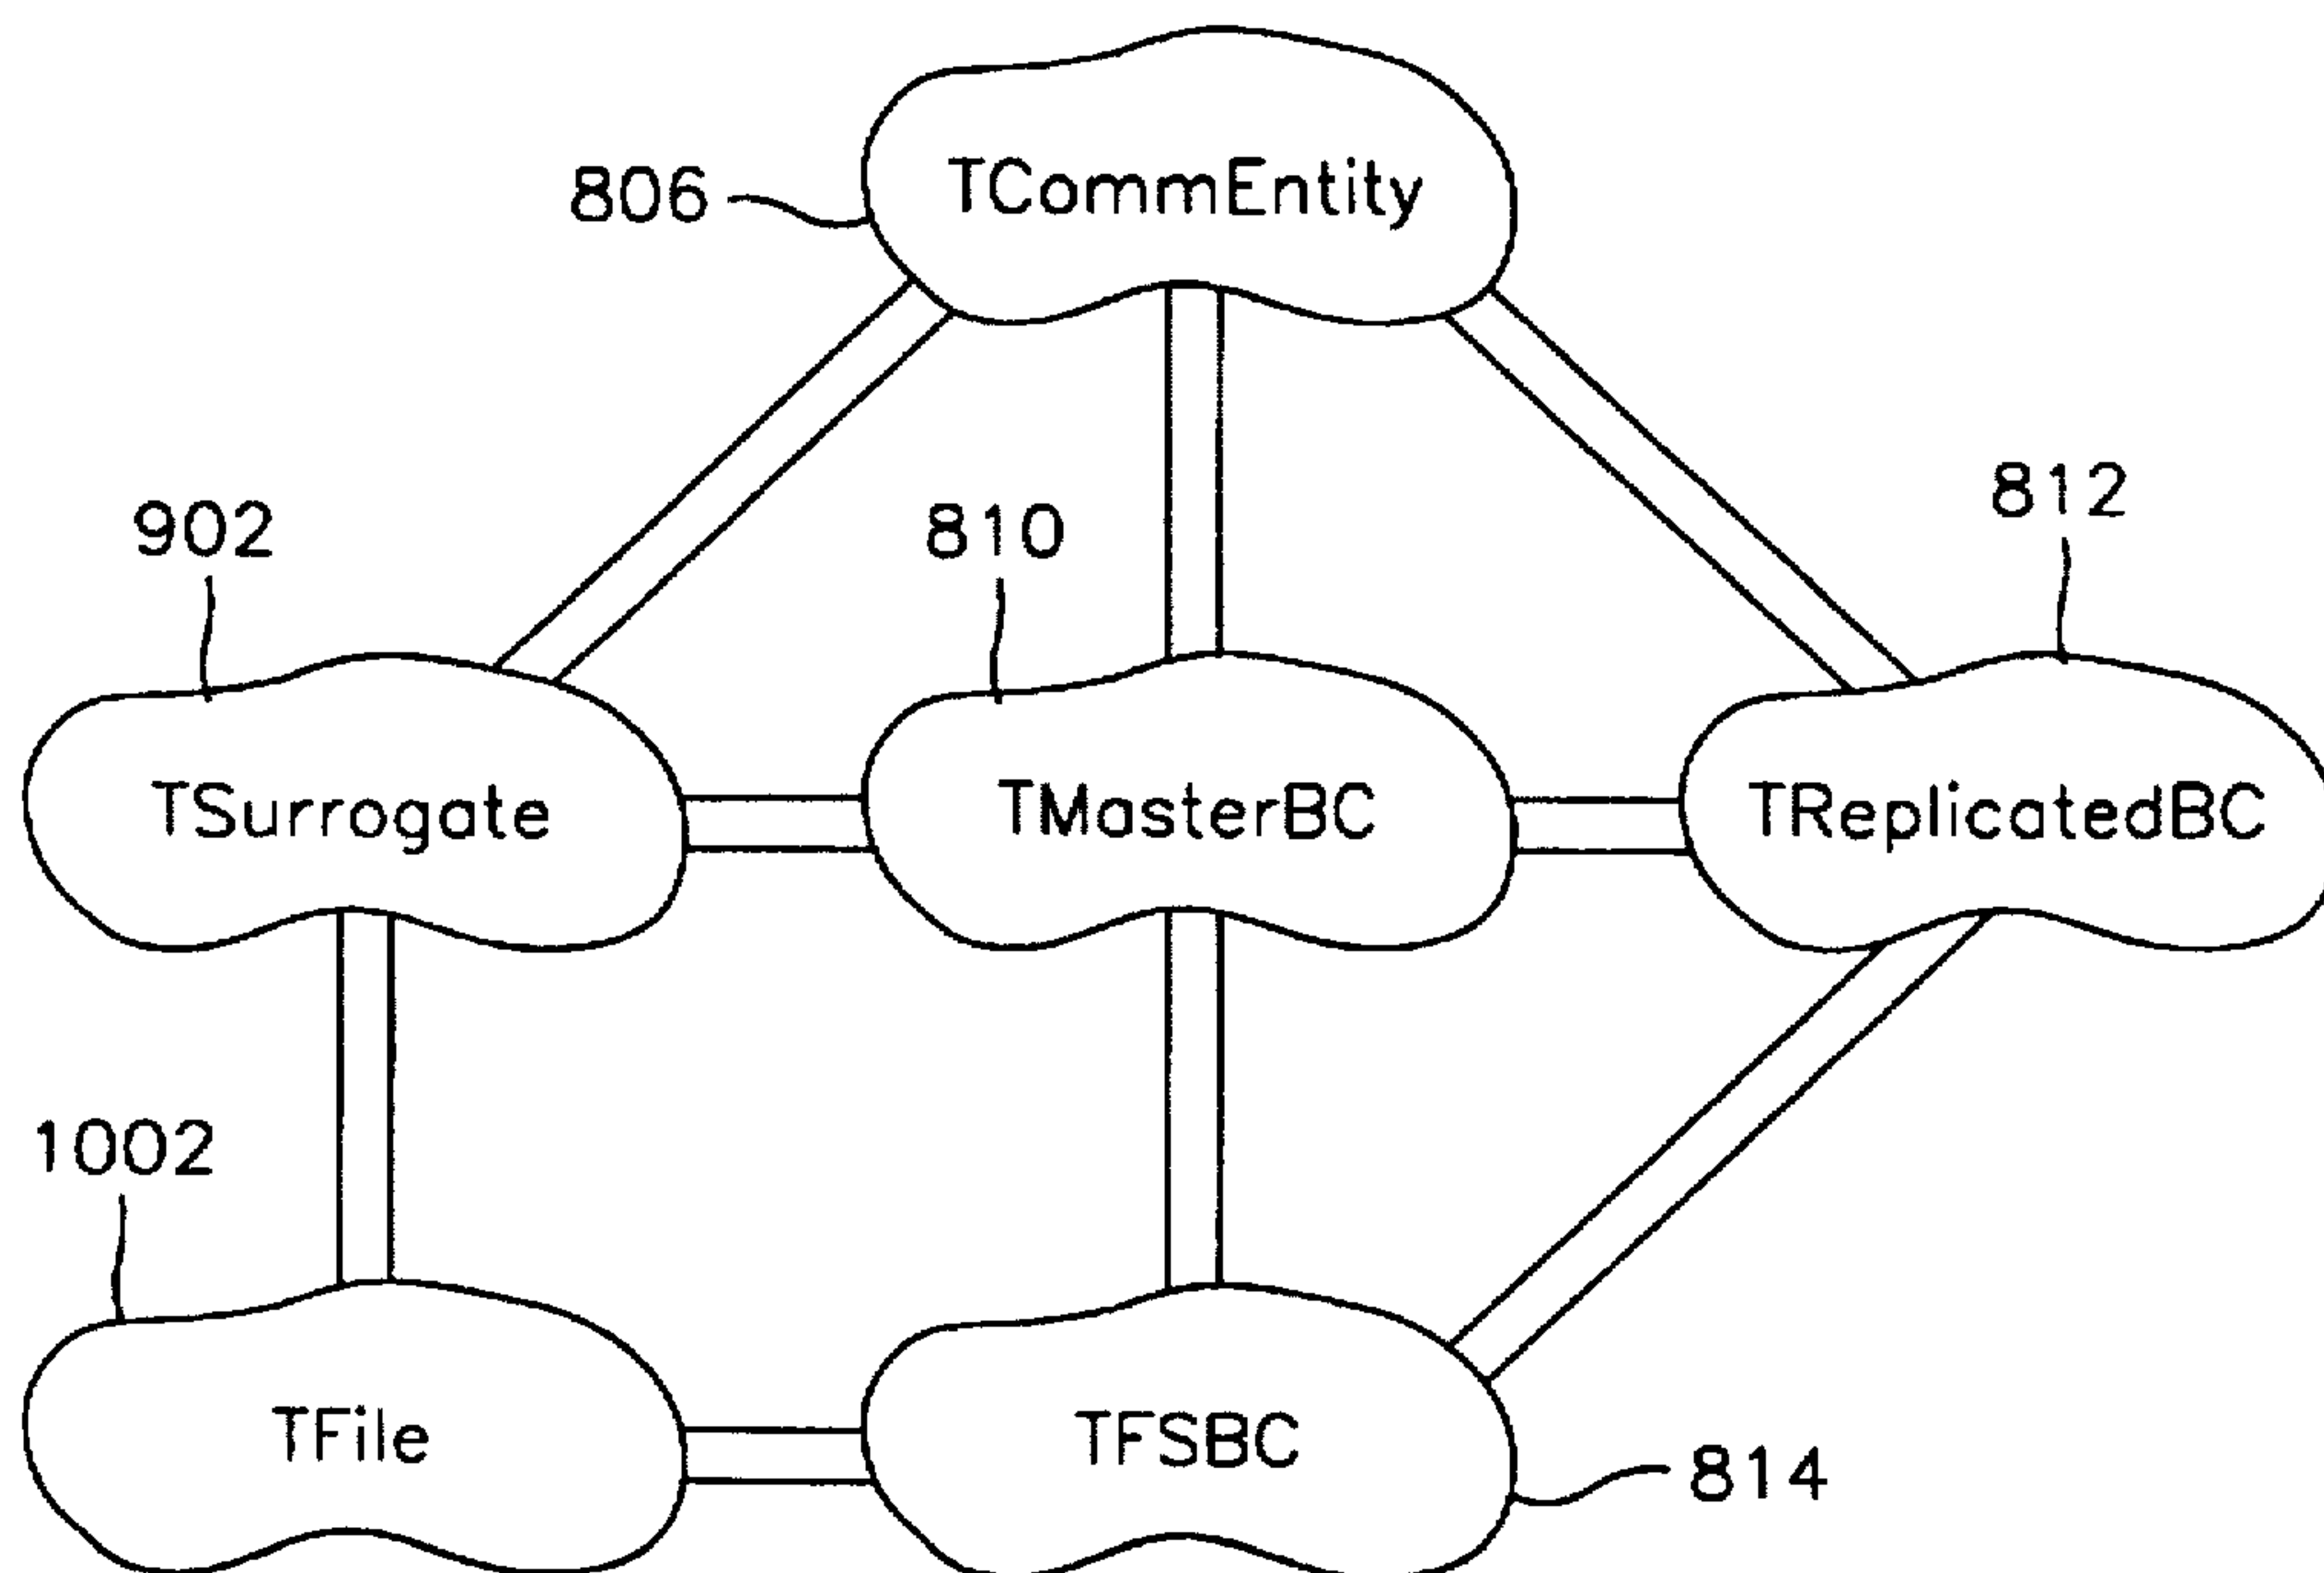 TCommEntity
806
812
902
810
TSurrogate
TMasterBC
TReplicatedBC
1002
TFile
TFSBC
814